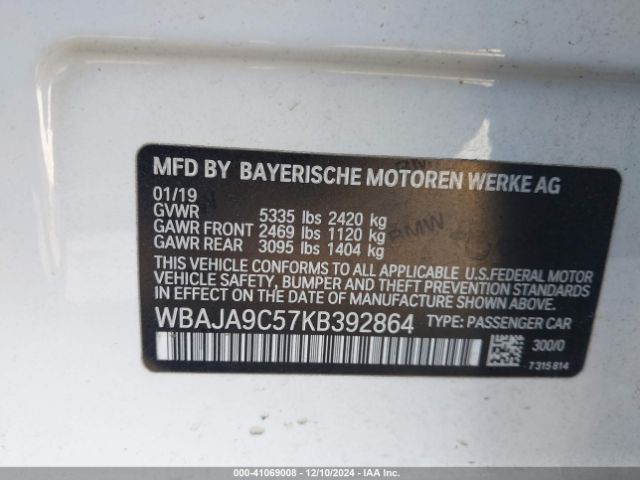 MFD BY BAYERISCHE MOTOREN WERKE AG
01/19
GVWR 5335 lbs 2420 kg
GAWR FRONT 2469 lbs 1120 kg
GAWR REAR 3095 lbs 1404 kg
THIS VEHICLE CONFORMS TO ALL APPLICABLE U.S.FEDERAL MOTOR
VEHICLE SAFETY, BUMPER AND THEFT PREVENTION STANDARDS
IN EFFECT ON THE DATE OF MANUFACTURE SHOWN ABOVE.
WBAJA9C57KB392864 TYPE: PASSENGER CAR
300/0
7315814
BMW
000-41069008 - 12/10/2024 - IAAI.COM